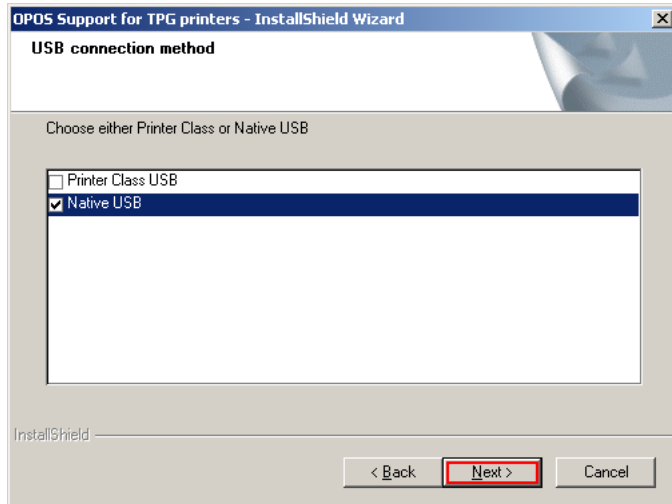 OPOS Support for TPG printers - InstallShield Wizard
USB connection method
Choose either Printer Class or Native USB
Printer Class USB
Native USB
InstallShield
< Back
Next >
Cancel